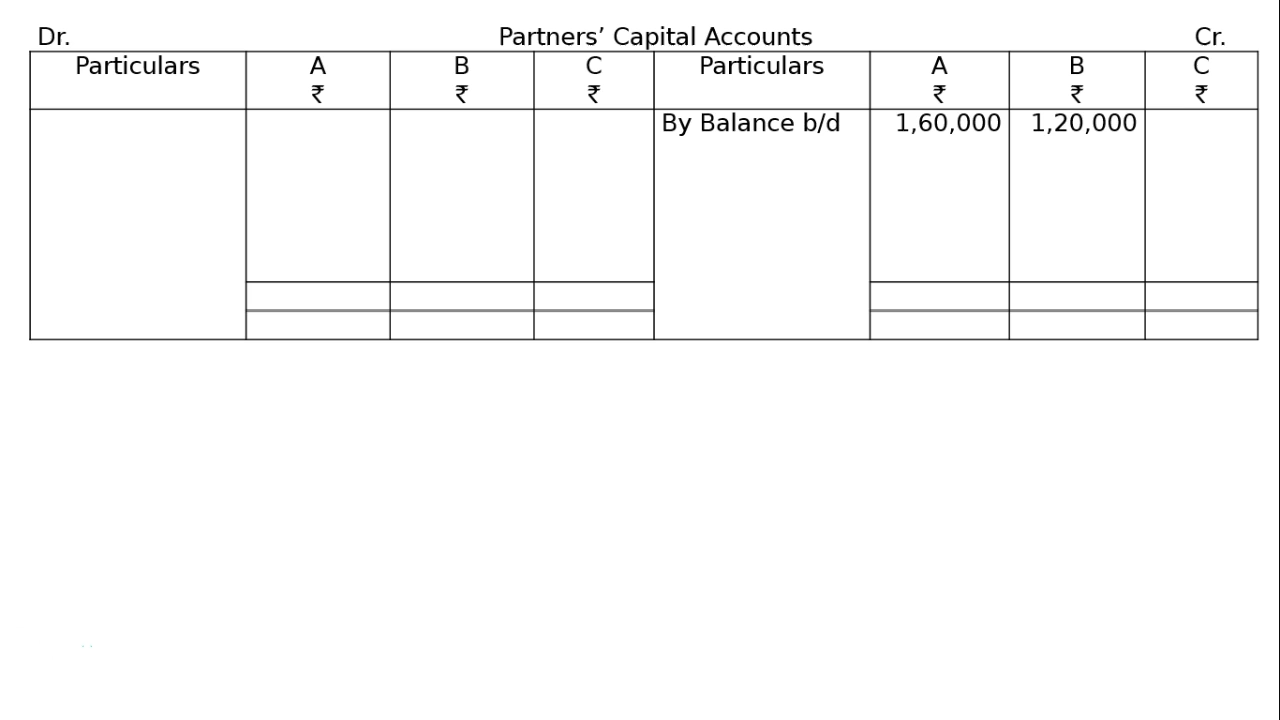 Dr. Partners’ Capital Accounts Cr.
Particulars A B C Particulars A B C
₹ ₹ ₹ ₹ ₹ ₹
By Balance b/d 1,60,000 1,20,000